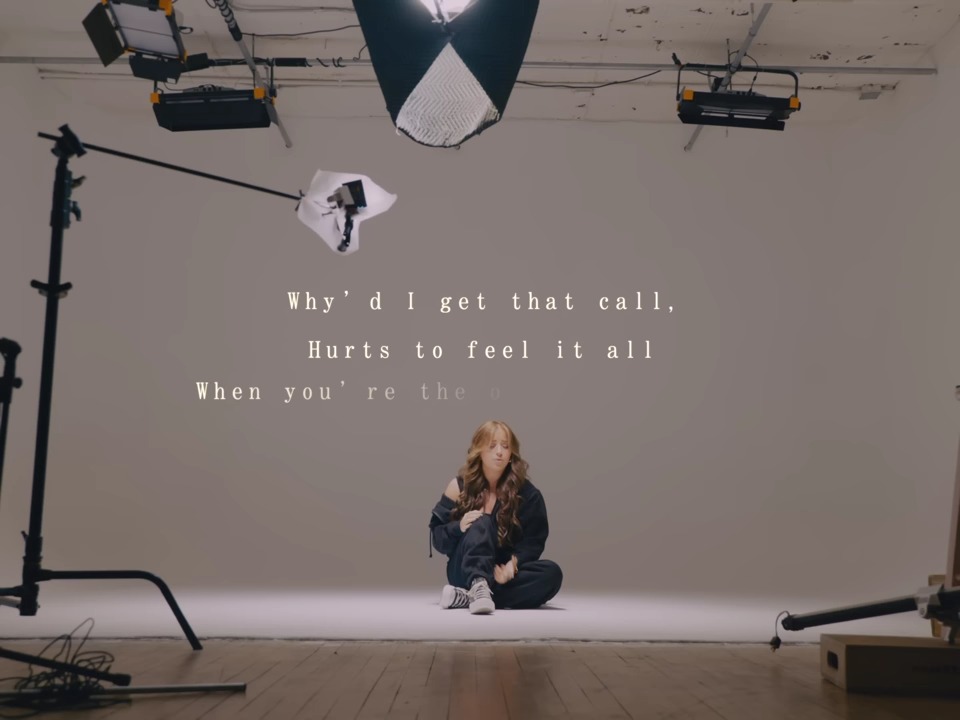 Why'd I get that call,
Hurts to feel it all
When you're the o